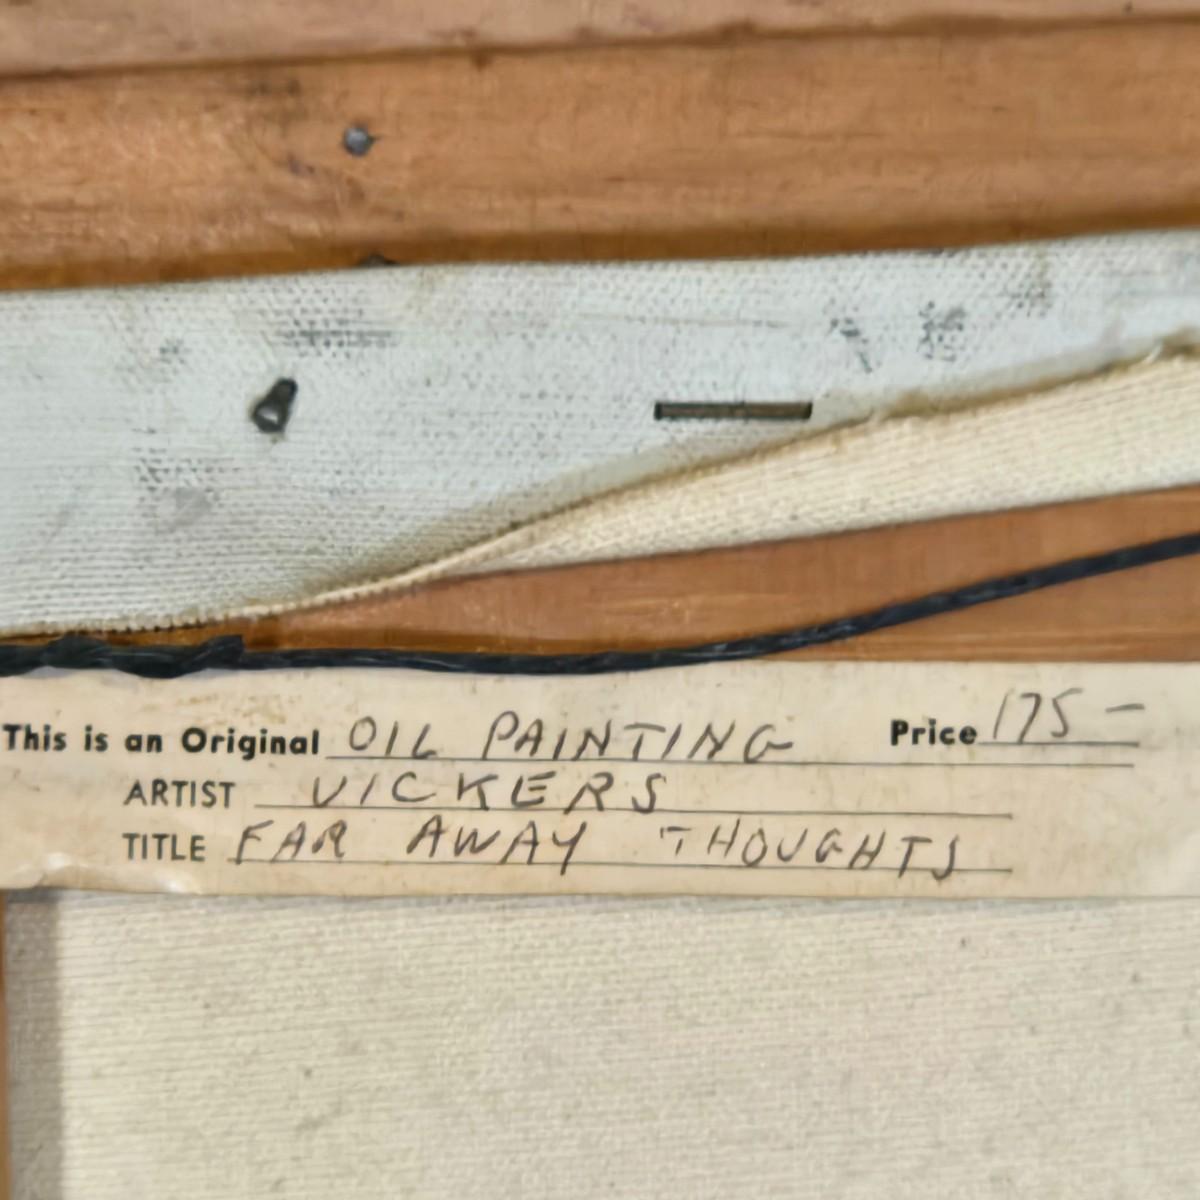 This is an Original OIL PAINTING Price 175 -
ARTIST VICKERS
TITLE FAR AWAY THOUGHTS